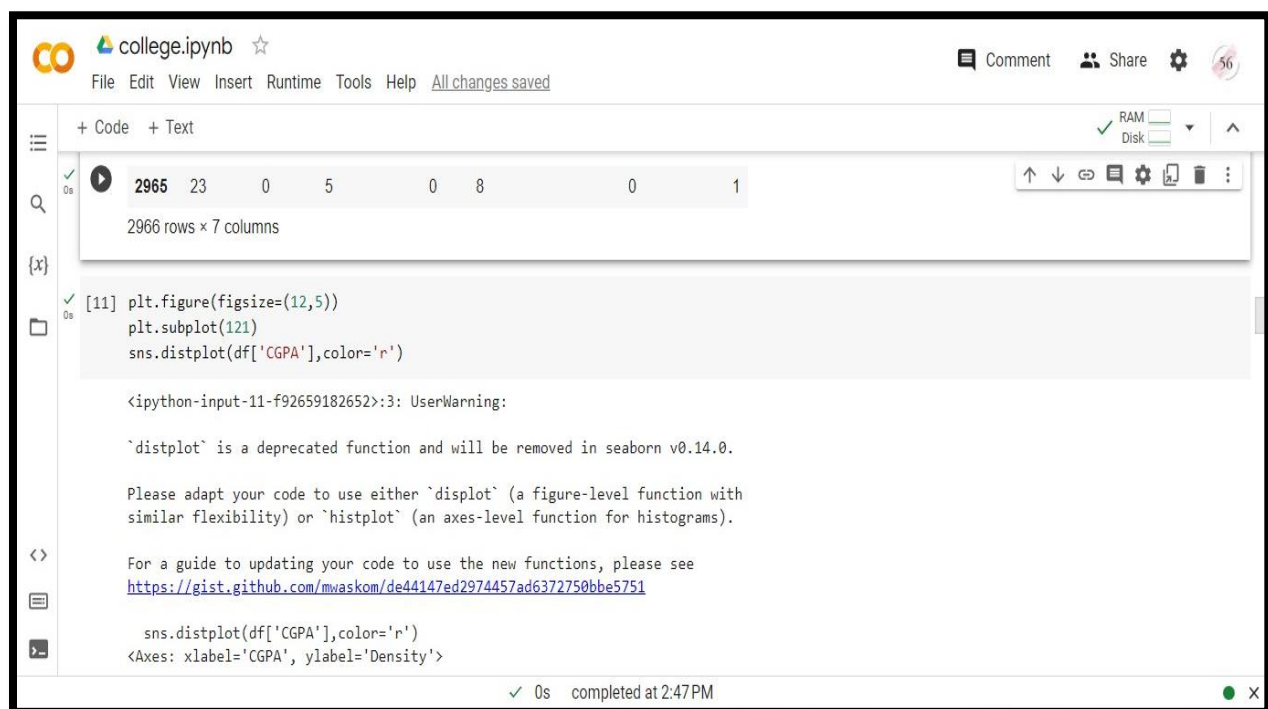 CO college.ipynb
File Edit View Insert Runtime Tools Help All changes saved
Comment Share 56
+ Code + Text
RAM
Disk
0s
2965 23 0 5 0 8 0 1
2966 rows × 7 columns
{x}
[11] plt.figure(figsize=(12,5))
0s
plt.subplot(121)
sns.distplot(df['CGPA'],color='r')
<ipython-input-11-f92659182652>:3: UserWarning:
`distplot` is a deprecated function and will be removed in seaborn v0.14.0.
Please adapt your code to use either `displot` (a figure-level function with
similar flexibility) or `histplot` (an axes-level function for histograms).
For a guide to updating your code to use the new functions, please see
https://gist.github.com/mwaskom/de44147ed2974457ad6372750bbe5751
sns.distplot(df['CGPA'],color='r')
<Axes: xlabel='CGPA', ylabel='Density'>
0s completed at 2:47 PM